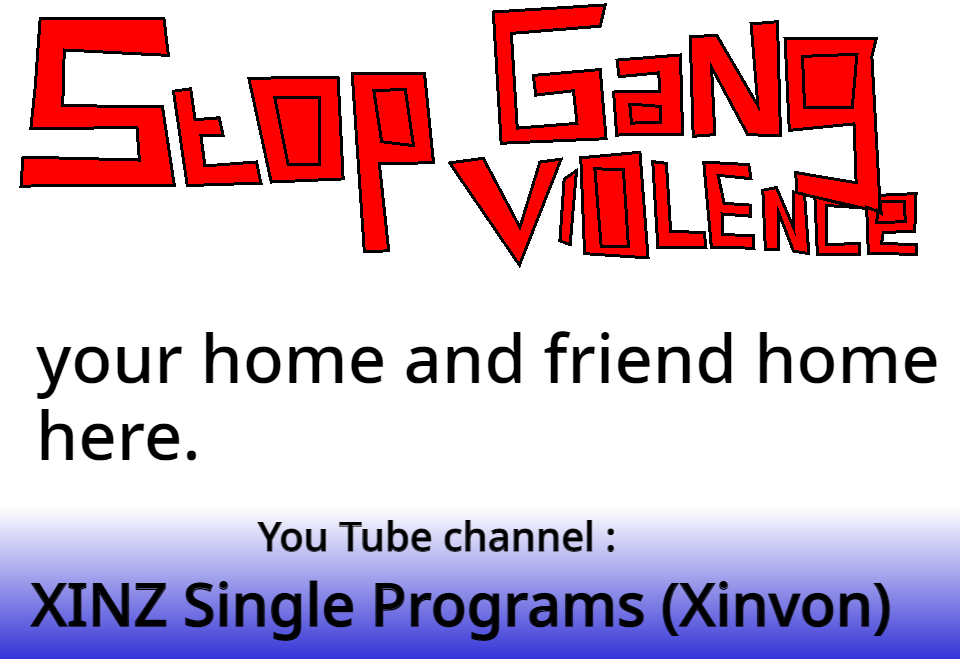 Stop GaNg
ViOLENCe
your home and friend home
here.
You Tube channel :
XINZ Single Programs (Xinvon)